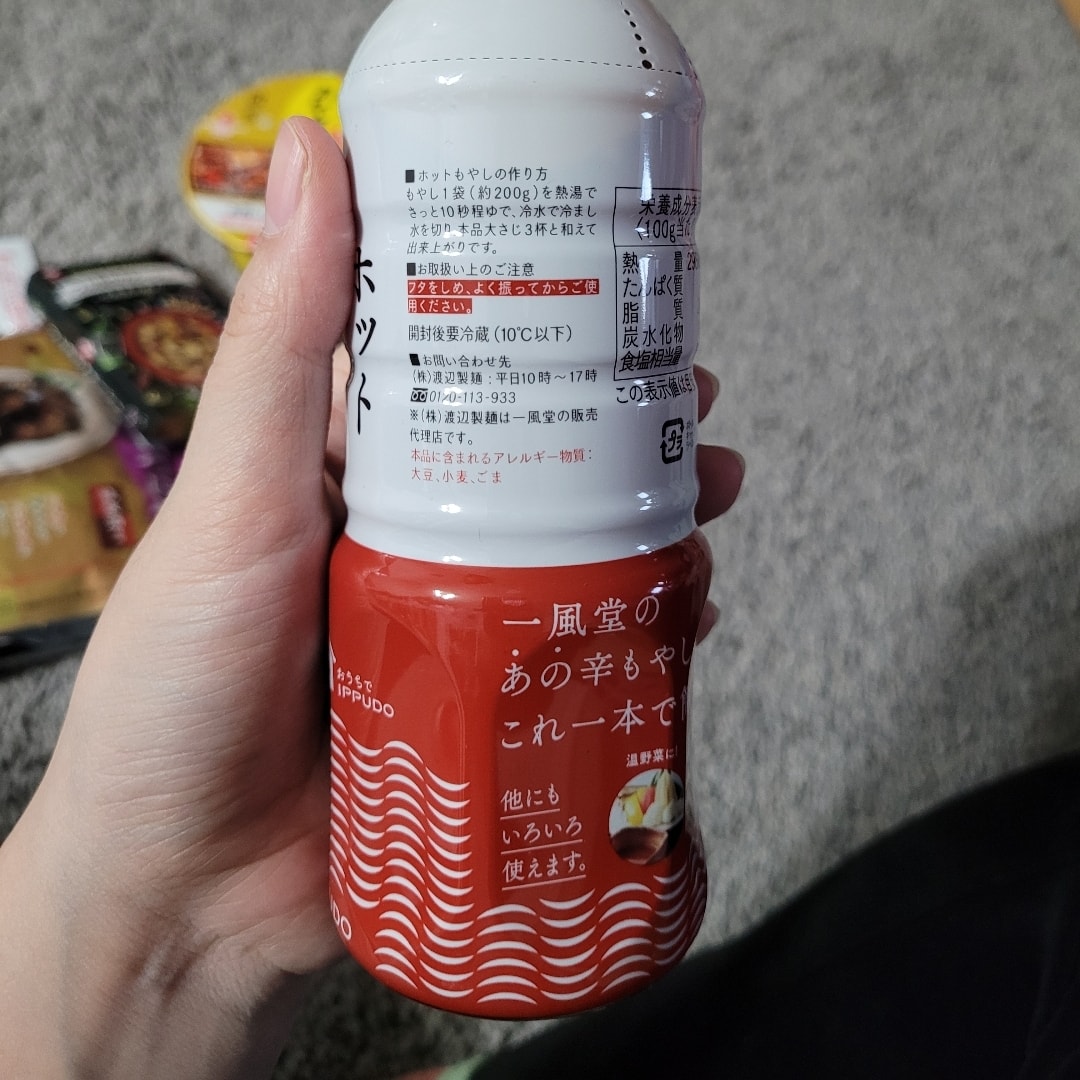 ■ホットもやしの作り方
もやし1袋(約200g)を熱湯で
さっと10秒程ゆで、冷水で冷まし
水を切り、本品大さじ3杯と和えて
出来上がりです。
■お取扱い上のご注意
フタをしめ、よく振ってからご使
用ください。
開封後要冷蔵(10℃以下)
■お問い合わせ先
(株)渡辺製麺:平日10時〜17時
0120-113-933
※(株)渡辺製麺は一風堂の販売
代理店です。
本品に含まれるアレルギー物質:
大豆、小麦、ごま
ホット
栄養成分
(100g当た
熱量
たんぱく質
脂質
炭水化物
食塩相当量
この表示値は
プラ
一風堂の
あの辛もやし
これ一本で
おうちで
IPPUDO
温野菜に!
他にも
いろいろ
使えます。